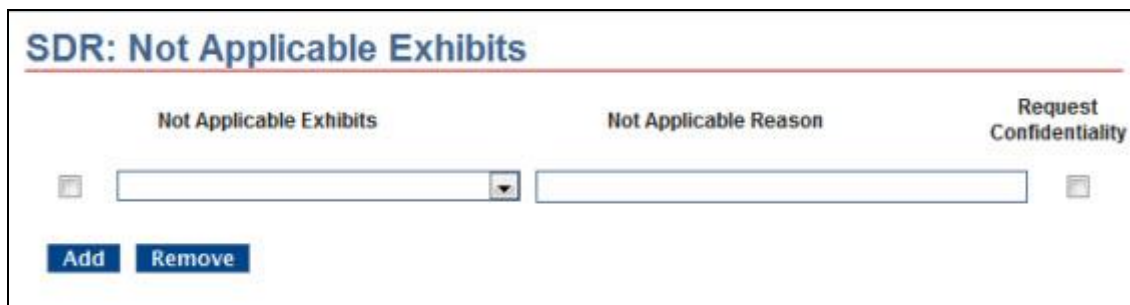 SDR: Not Applicable Exhibits
Not Applicable Exhibits
Not Applicable Reason
Request
Confidentiality
Add
Remove